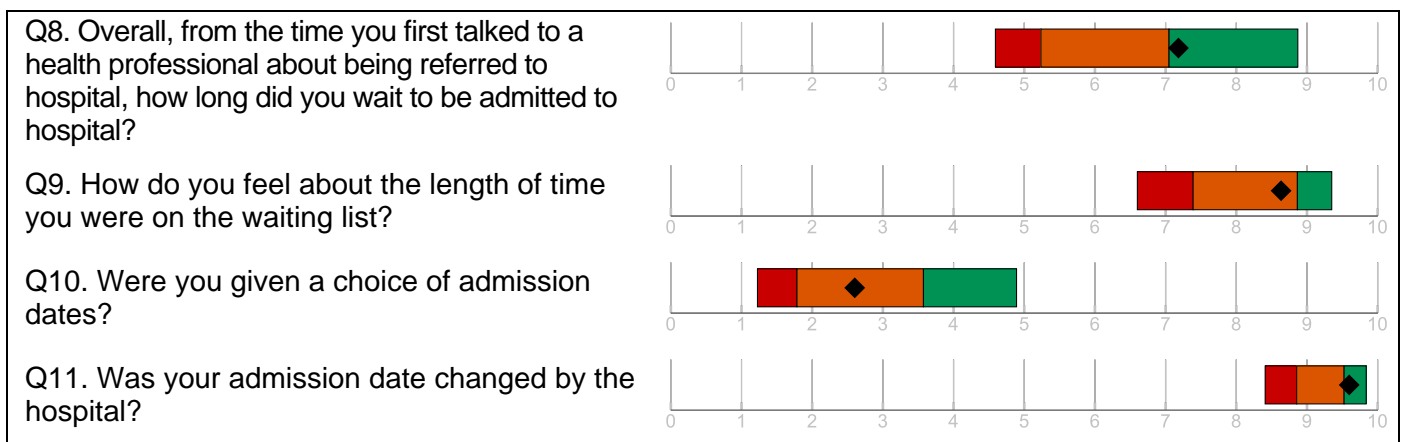 Q8. Overall, from the time you first talked to a
health professional about being referred to
hospital, how long did you wait to be admitted to
hospital?
0 1 2 3 4 5 6 7 8 9 10
Q9. How do you feel about the length of time
you were on the waiting list?
0 1 2 3 4 5 6 7 8 9 10
Q10. Were you given a choice of admission
dates?
0 1 2 3 4 5 6 7 8 9 10
Q11. Was your admission date changed by the
hospital?
0 1 2 3 4 5 6 7 8 9 10